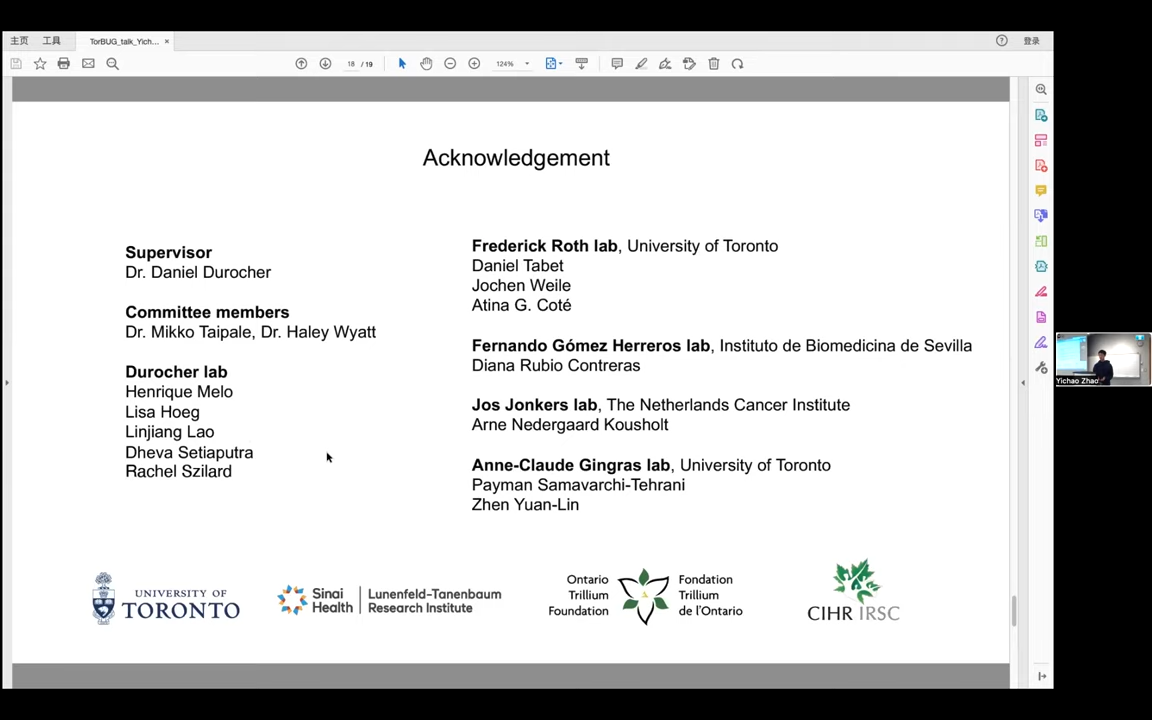 主页 工具 TorBUG_talk_Yich... × 登录
18 / 19 124%
Acknowledgement
Supervisor
Dr. Daniel Durocher
Committee members
Dr. Mikko Taipale, Dr. Haley Wyatt
Durocher lab
Henrique Melo
Lisa Hoeg
Linjiang Lao
Dheva Setiaputra
Rachel Szilard
Frederick Roth lab, University of Toronto
Daniel Tabet
Jochen Weile
Atina G. Coté
Fernando Gómez Herreros lab, Instituto de Biomedicina de Sevilla
Diana Rubio Contreras
Jos Jonkers lab, The Netherlands Cancer Institute
Arne Nedergaard Kousholt
Anne-Claude Gingras lab, University of Toronto
Payman Samavarchi-Tehrani
Zhen Yuan-Lin
UNIVERSITY OF
TORONTO
Sinai
Health
Lunenfeld-Tanenbaum
Research Institute
Ontario
Trillium
Foundation
Fondation
Trillium
de l'Ontario
CIHR IRSC
Yichao Zhao